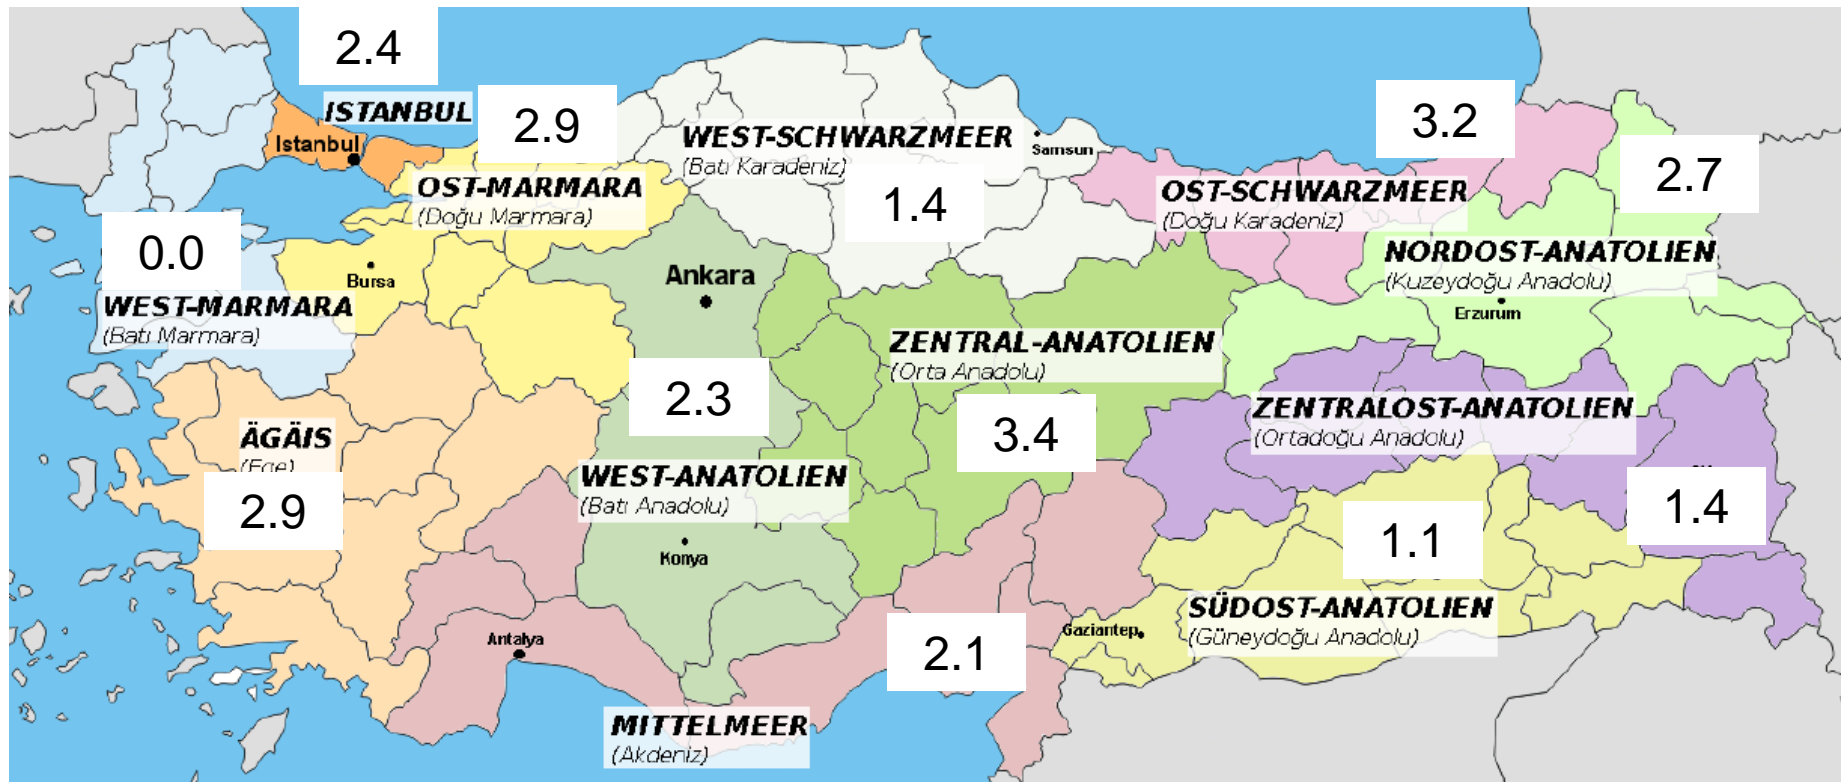 2.4
ISTANBUL
Istanbul
2.9
OST-MARMARA
(Doğu Marmara)
WEST-SCHWARZMEER
(Batı Karadeniz)
1.4
Samsun
3.2
OST-SCHWARZMEER
(Doğu Karadeniz)
2.7
NORDOST-ANATOLIEN
(Kuzeydoğu Anadolu)
Erzurum
0.0
WEST-MARMARA
(Batı Marmara)
Bursa
Ankara
ZENTRAL-ANATOLIEN
(Orta Anadolu)
3.4
2.3
WEST-ANATOLIEN
(Batı Anadolu)
Konya
ZENTRALOST-ANATOLIEN
(Ortadoğu Anadolu)
1.4
ÄGÄIS
(Ege)
2.9
1.1
SÜDOST-ANATOLIEN
(Güneydoğu Anadolu)
Gaziantep
Antalya
2.1
MITTELMEER
(Akdeniz)